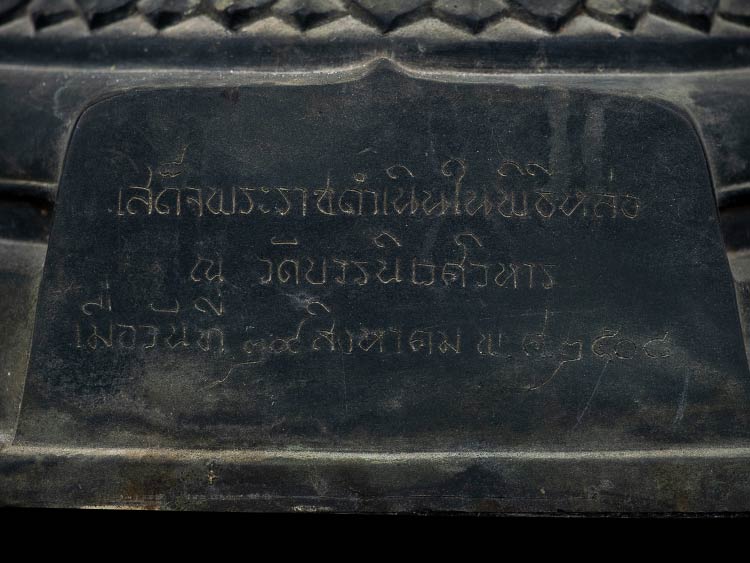 เสด็จพระราชดำเนินในพิธีหล่อ
ณ วัดบวรนิเวศวิหาร
เมื่อวันที่ ๒๙ สิงหาคม พ.ศ. ๒๕๐๘